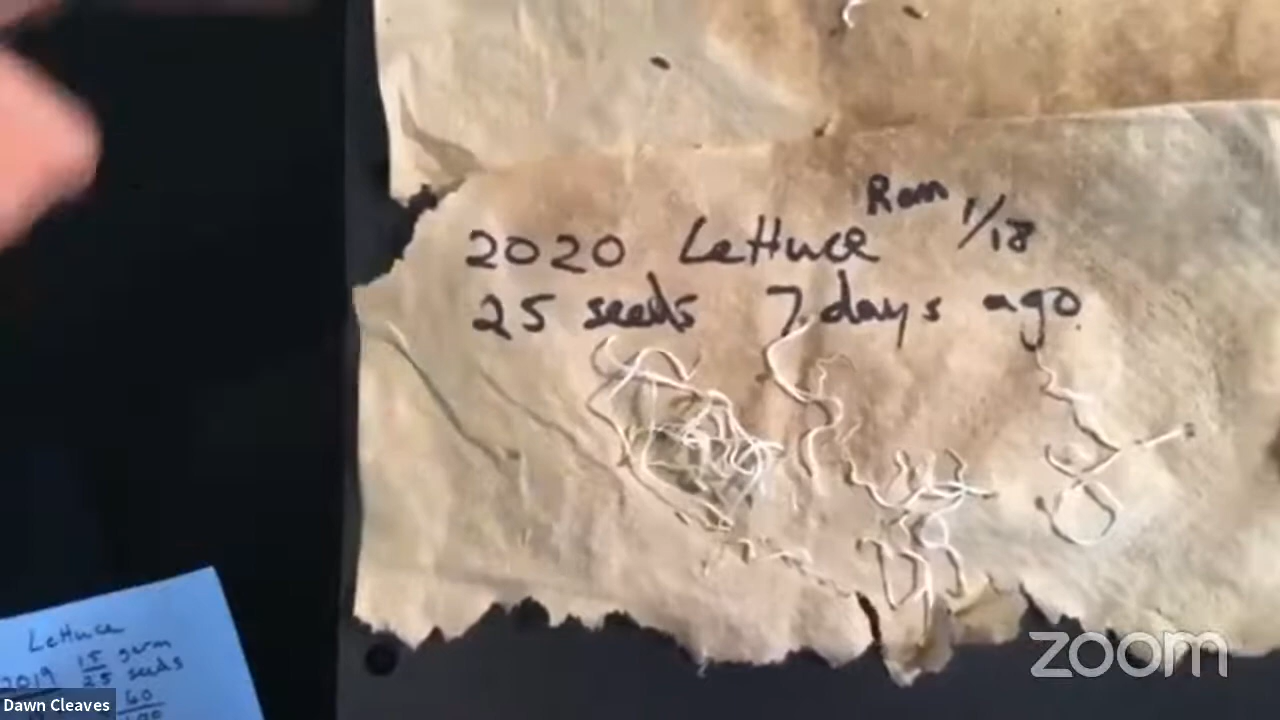 Rom
2020 Lettuce 1/18
25 seeds 7 days ago
Lettuce
2019 15 germ
25 seeds
60
100
zoom
Dawn Cleaves